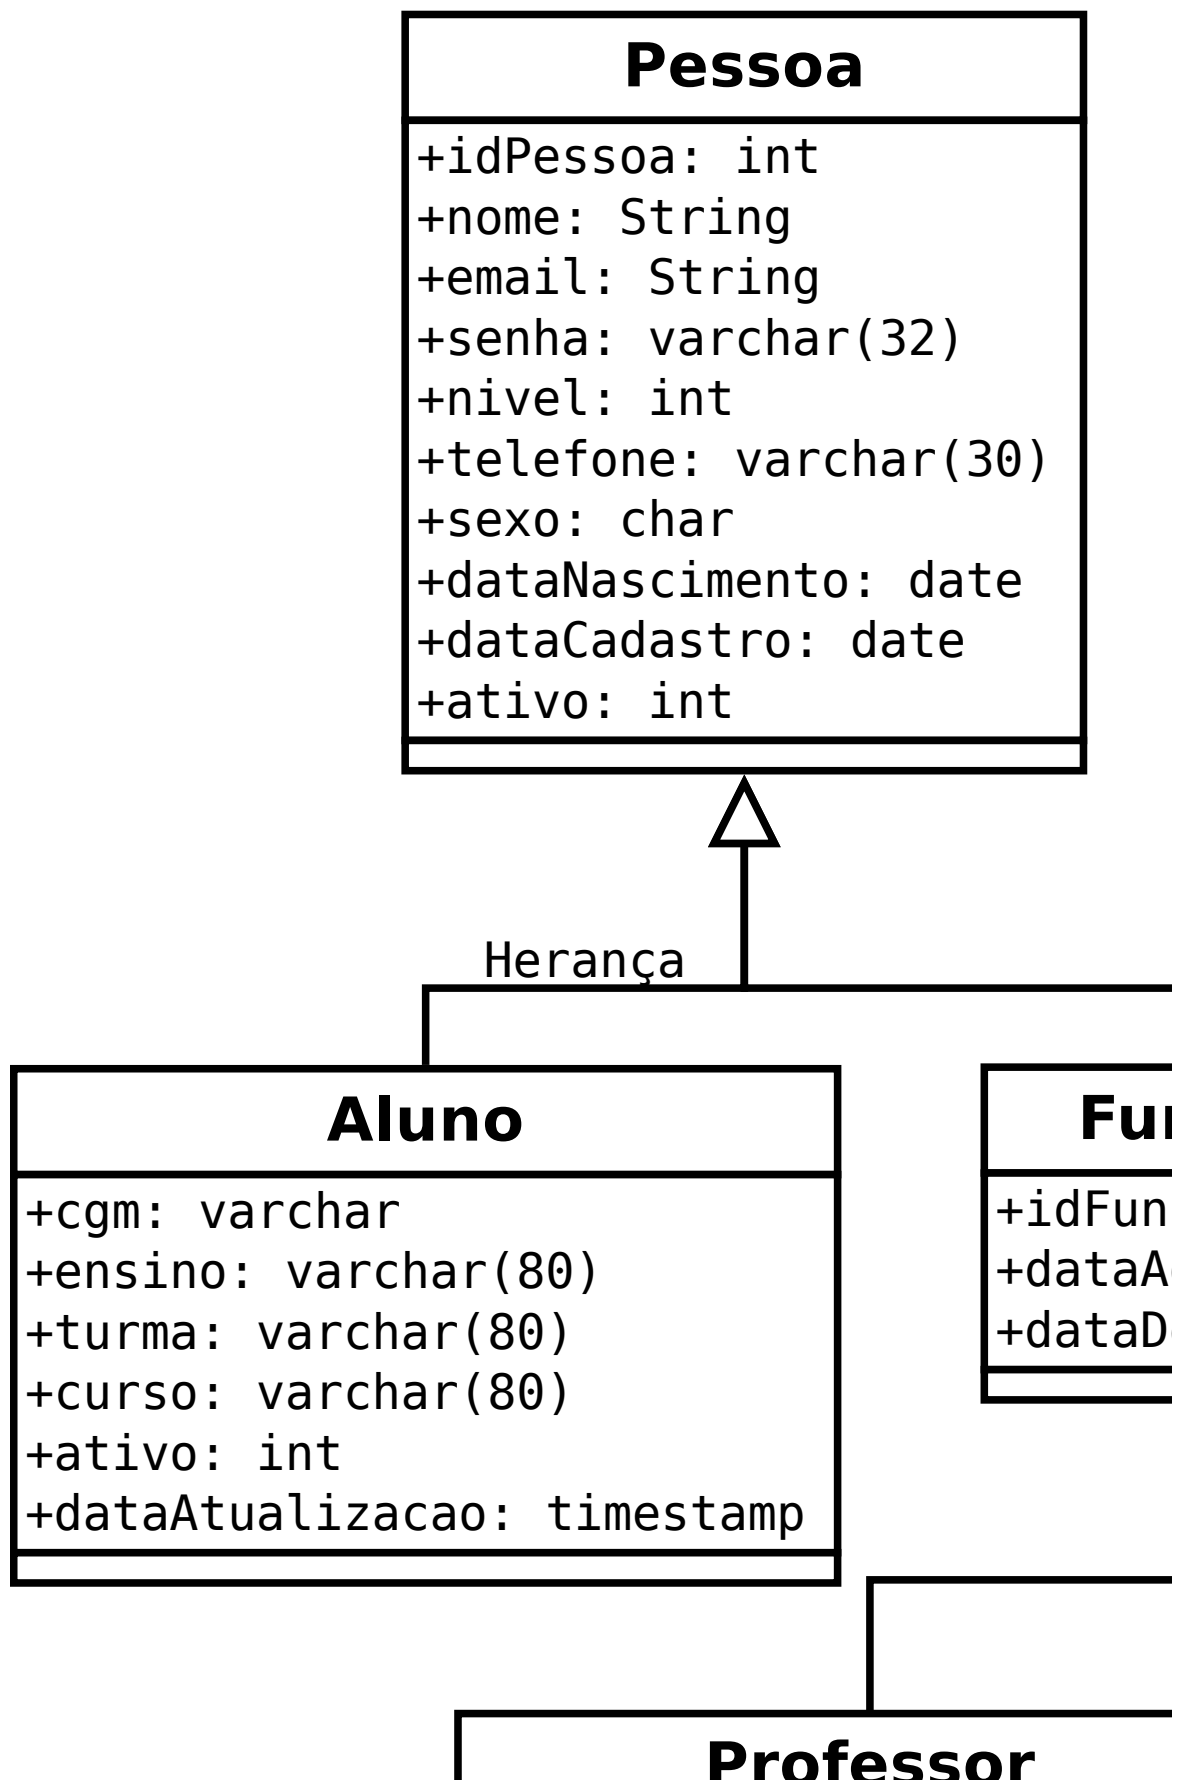 Pessoa
+idPessoa: int
+nome: String
+email: String
+senha: varchar(32)
+nivel: int
+telefone: varchar(30)
+sexo: char
+dataNascimento: date
+dataCadastro: date
+ativo: int
Herança
Aluno
+cgm: varchar
+ensino: varchar(80)
+turma: varchar(80)
+curso: varchar(80)
+ativo: int
+dataAtualizacao: timestamp
+idFun
Professor